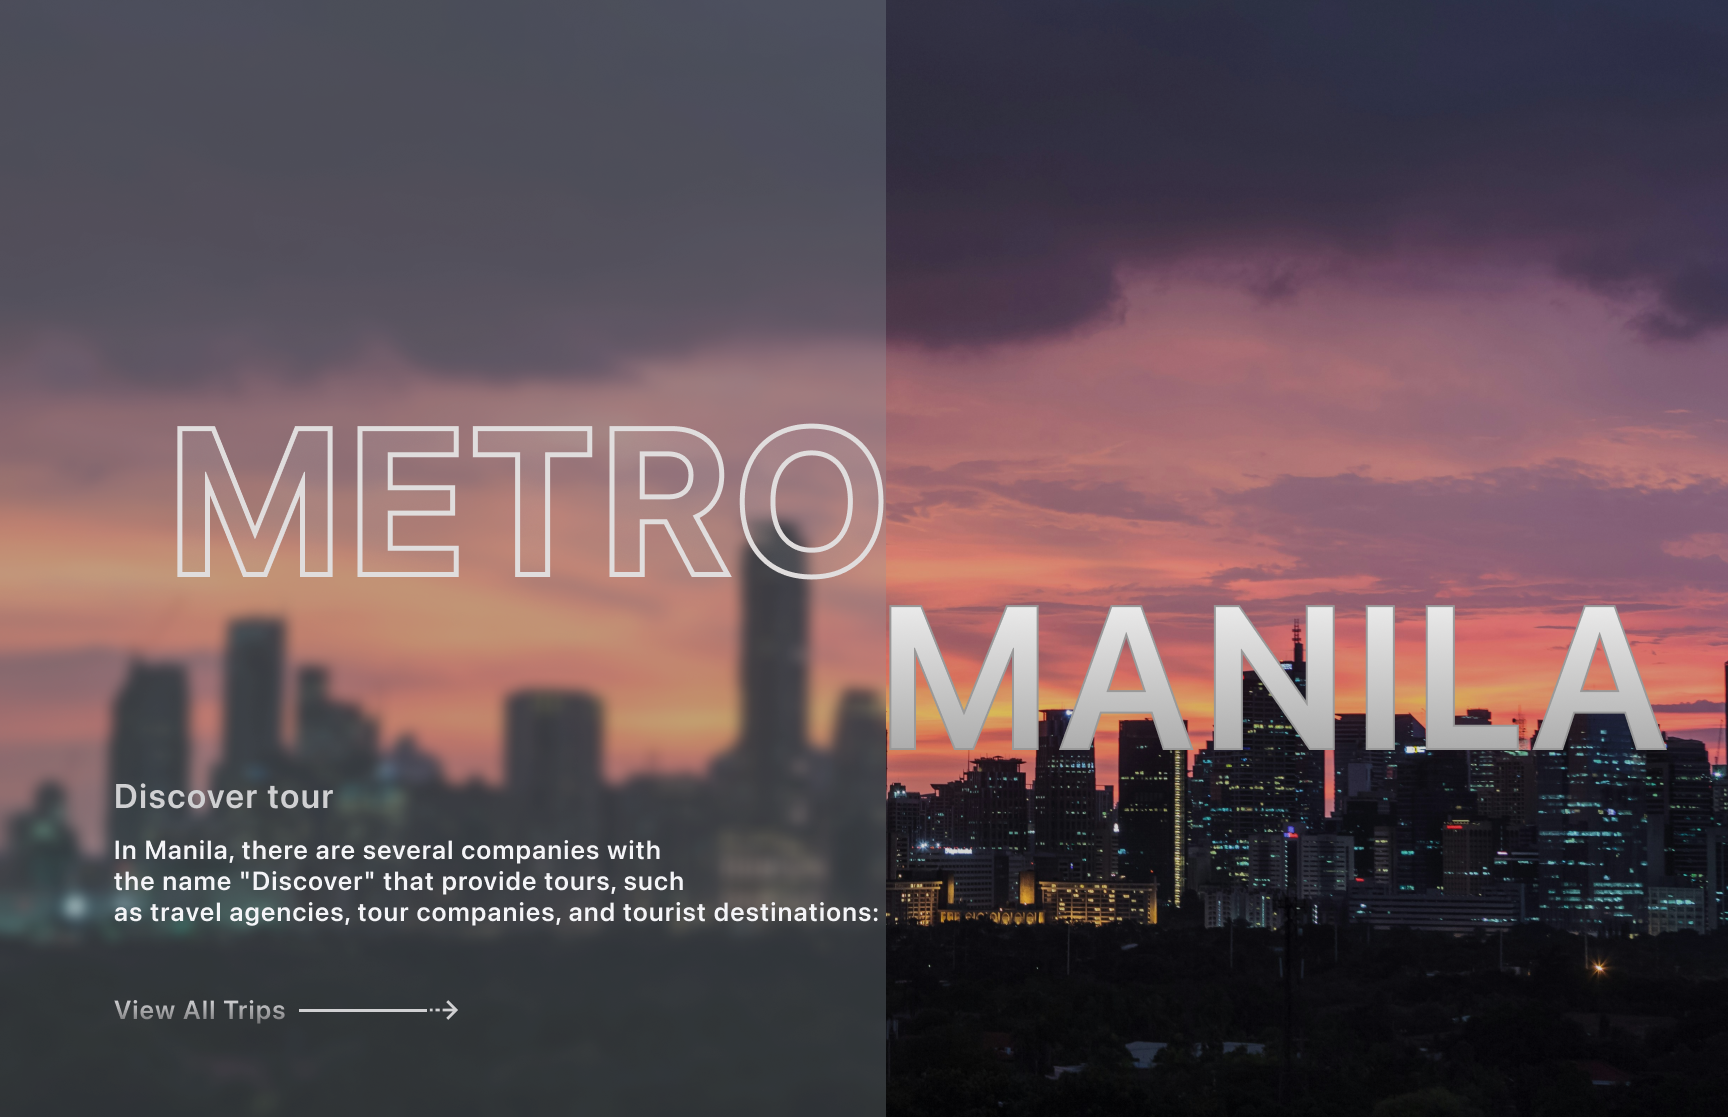 METRO
MANILA
Discover tour
In Manila, there are several companies with
the name "Discover" that provide tours, such
as travel agencies, tour companies, and tourist destinations:
View All Trips